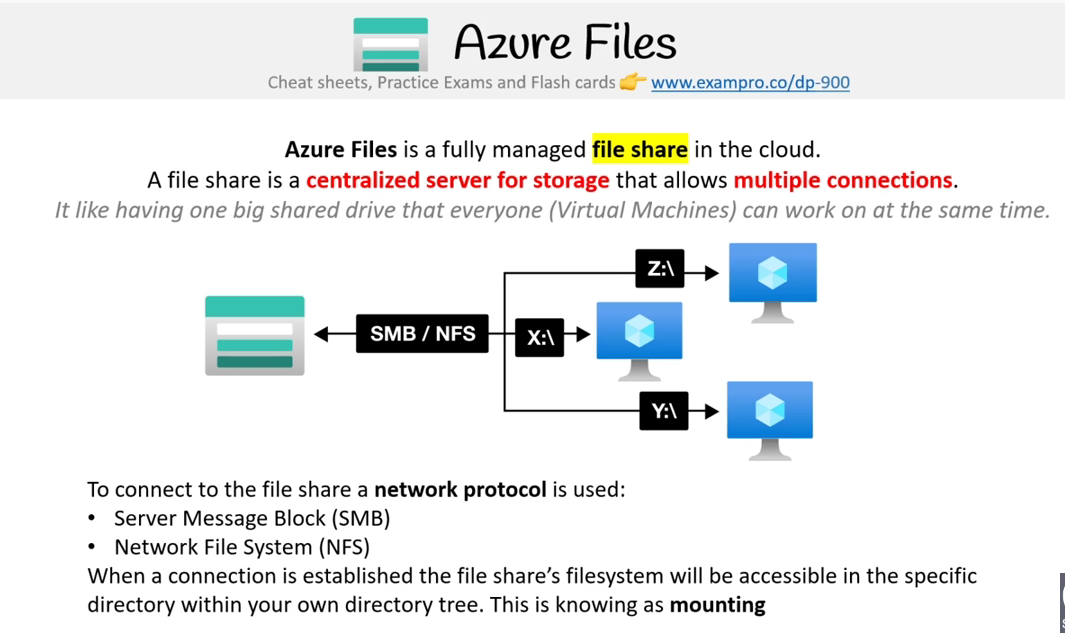 Azure Files
Cheat sheets, Practice Exams and Flash cards 👉 www.exampro.co/dp-900
Azure Files is a fully managed file share in the cloud.
A file share is a centralized server for storage that allows multiple connections.
It like having one big shared drive that everyone (Virtual Machines) can work on at the same time.
Z:\
SMB / NFS
X:\
Y:\
To connect to the file share a network protocol is used:
• Server Message Block (SMB)
• Network File System (NFS)
When a connection is established the file share’s filesystem will be accessible in the specific
directory within your own directory tree. This is knowing as mounting